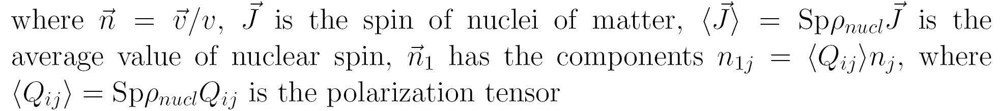 where $\vec{n} = \vec{v}/v$, $\vec{J}$ is the spin of nuclei of matter, $\langle \vec{J} \rangle = \mathrm{Sp}\rho_{nucl}\vec{J}$ is the
average value of nuclear spin, $\vec{n}_1$ has the components $n_{1j} = \langle Q_{ij} \rangle n_j$, where
$\langle Q_{ij} \rangle = \mathrm{Sp}\rho_{nucl}Q_{ij}$ is the polarization tensor